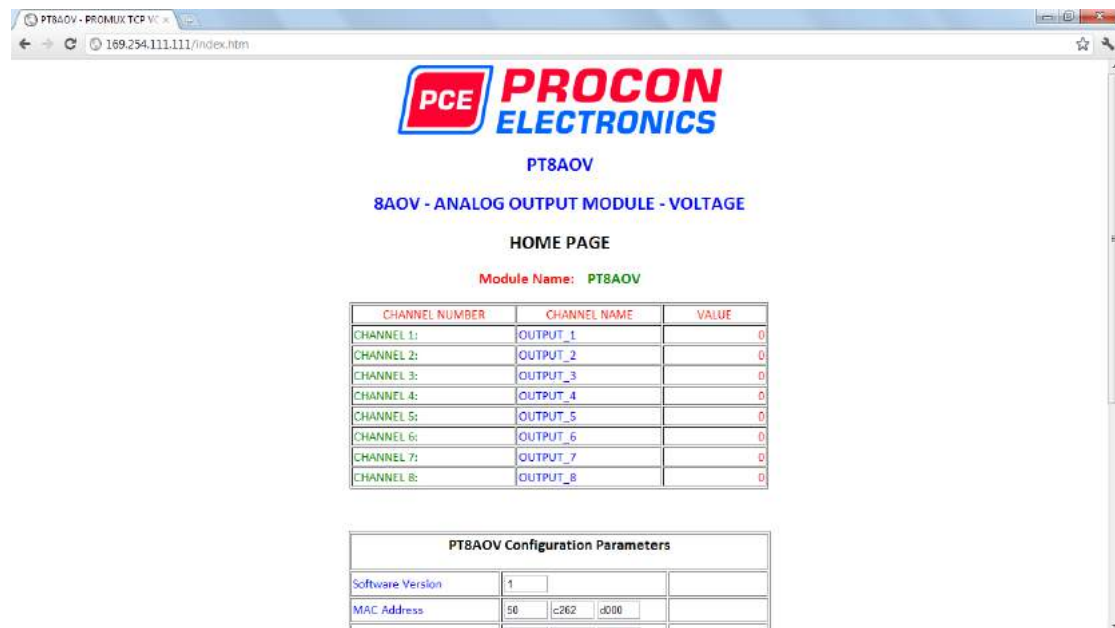 PT8AOV - PROMUX TCP
169.254.111.111/index.htm
PCE PROCON
ELECTRONICS
PT8AOV
8AOV - ANALOG OUTPUT MODULE - VOLTAGE
HOME PAGE
Module Name: PT8AOV
CHANNEL NUMBER CHANNEL NAME VALUE
CHANNEL 1: OUTPUT_1 0
CHANNEL 2: OUTPUT_2 0
CHANNEL 3: OUTPUT_3 0
CHANNEL 4: OUTPUT_4 0
CHANNEL 5: OUTPUT_5 0
CHANNEL 6: OUTPUT_6 0
CHANNEL 7: OUTPUT_7 0
CHANNEL 8: OUTPUT_8 0
PT8AOV Configuration Parameters
Software Version 1
MAC Address 50 c262 d000